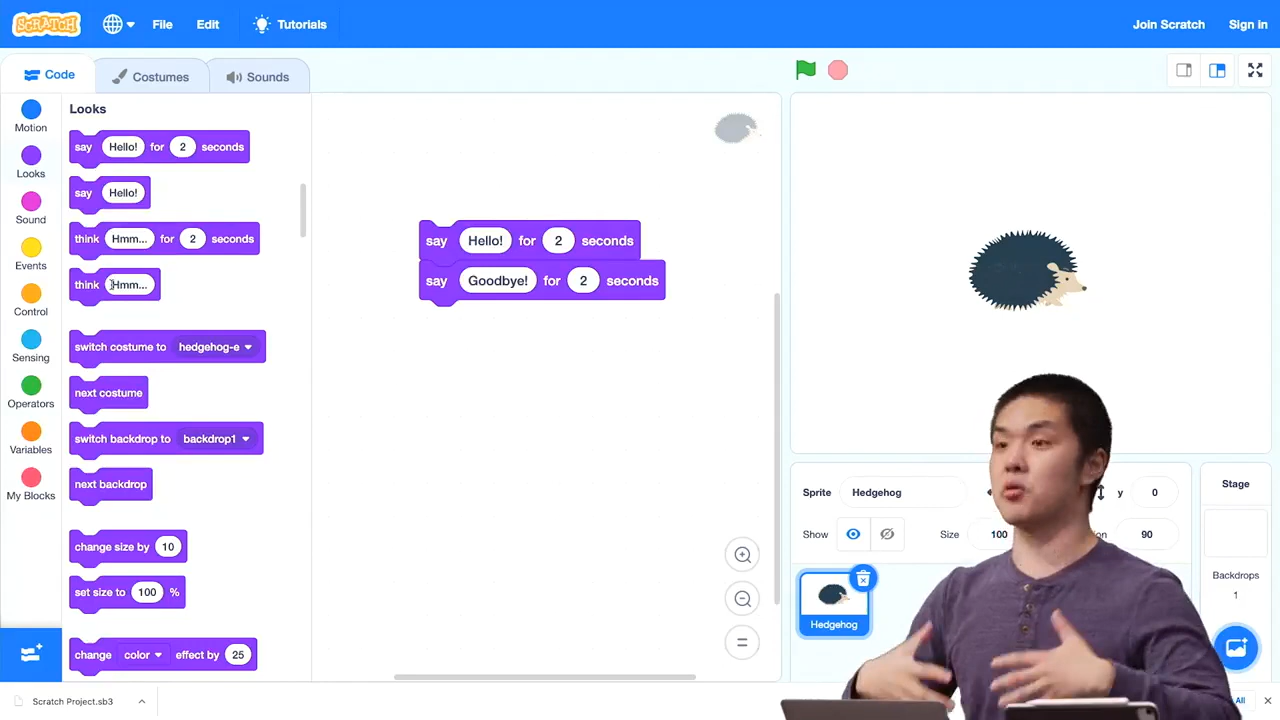 SCRATCH
File
Edit
Tutorials
Join Scratch
Sign in
Code
Costumes
Sounds
Motion
Looks
Sound
Events
Control
Sensing
Operators
Variables
My Blocks
Looks
say Hello! for 2 seconds
say Hello!
think Hmm... for 2 seconds
think Hmm...
switch costume to hedgehog-e
next costume
switch backdrop to backdrop1
next backdrop
change size by 10
set size to 100 %
change color effect by 25
say Hello! for 2 seconds
say Goodbye! for 2 seconds
Sprite Hedgehog
y 0
Show
Size 100
90
Hedgehog
Stage
Backdrops
1
Scratch Project.sb3
All